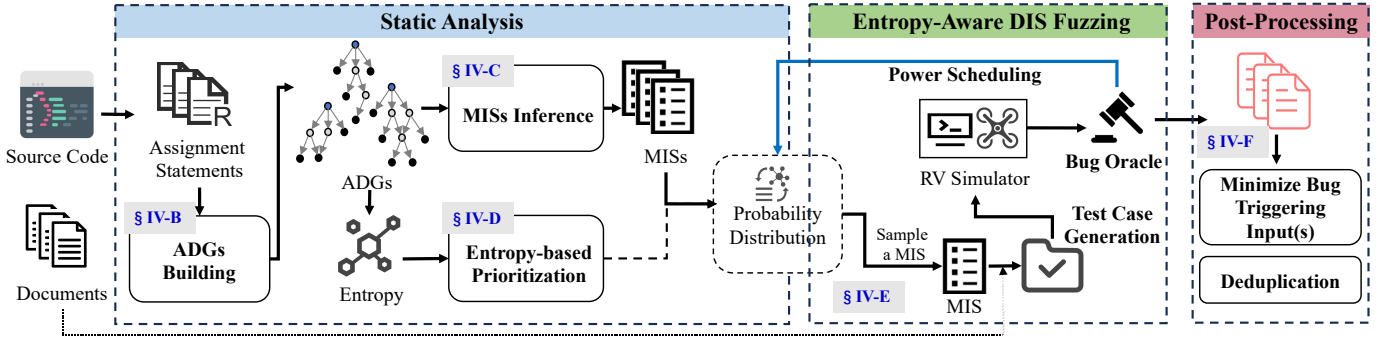 Static Analysis
Entropy-Aware DIS Fuzzing
Post-Processing
Source Code
Documents
R
Assignment
Statements
§ IV-B
ADGs
Building
ADGs
Entropy
§ IV-C
MISs Inference
MISs
§ IV-D
Entropy-based
Prioritization
Probability
Distribution
Power Scheduling
RV Simulator
Bug Oracle
Sample
a MIS
§ IV-E
MIS
Test Case
Generation
§ IV-F
Minimize Bug
Triggering
Input(s)
Deduplication